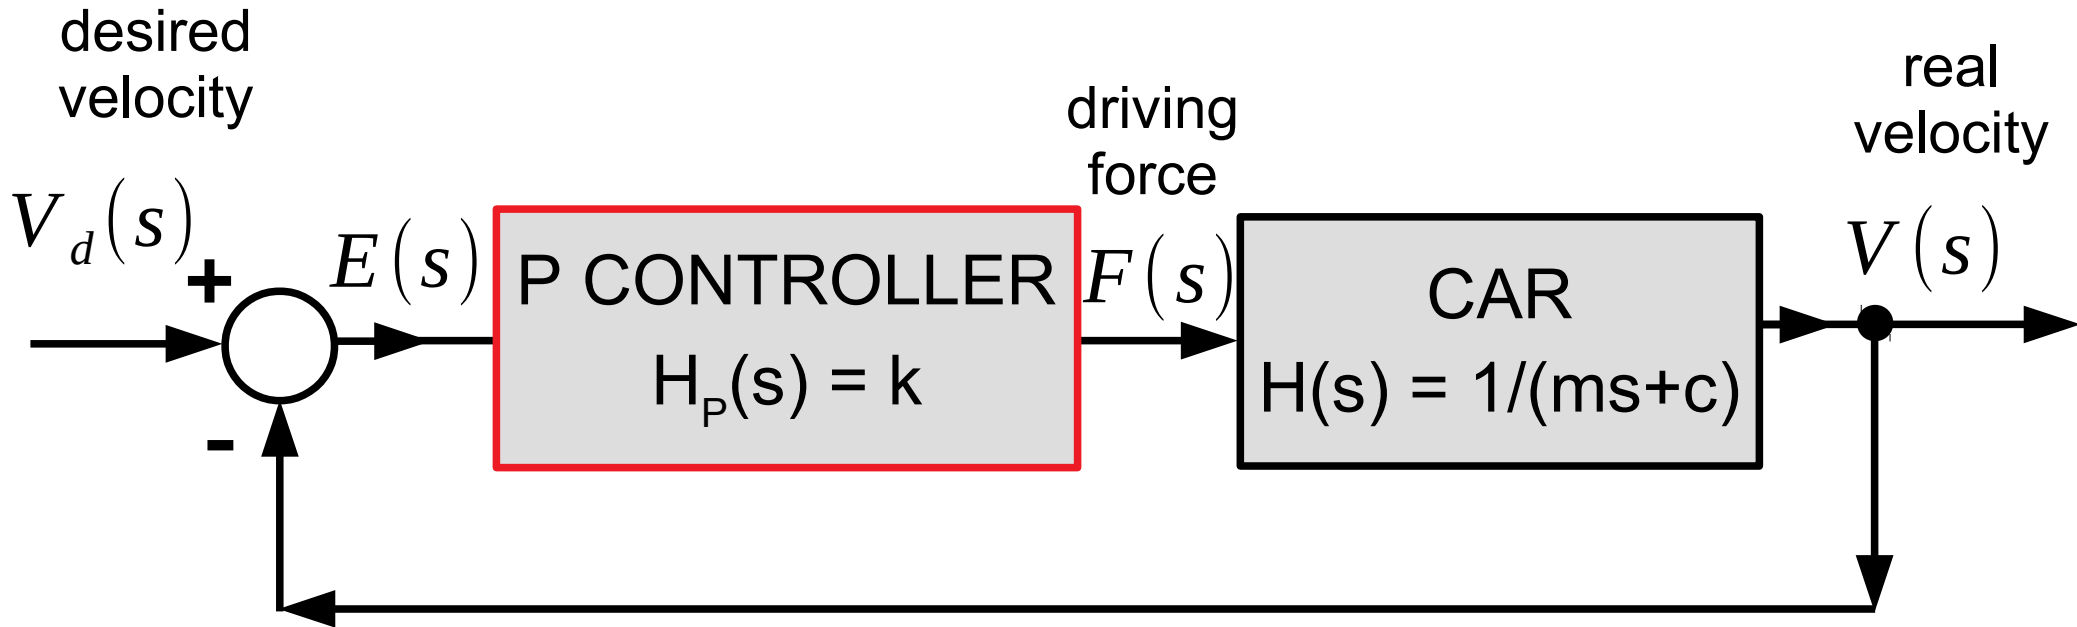 desired
velocity
V_d(s)
+
-
E(s)
P CONTROLLER
H_P(s) = k
driving
force
F(s)
CAR
H(s) = 1/(ms+c)
real
velocity
V(s)